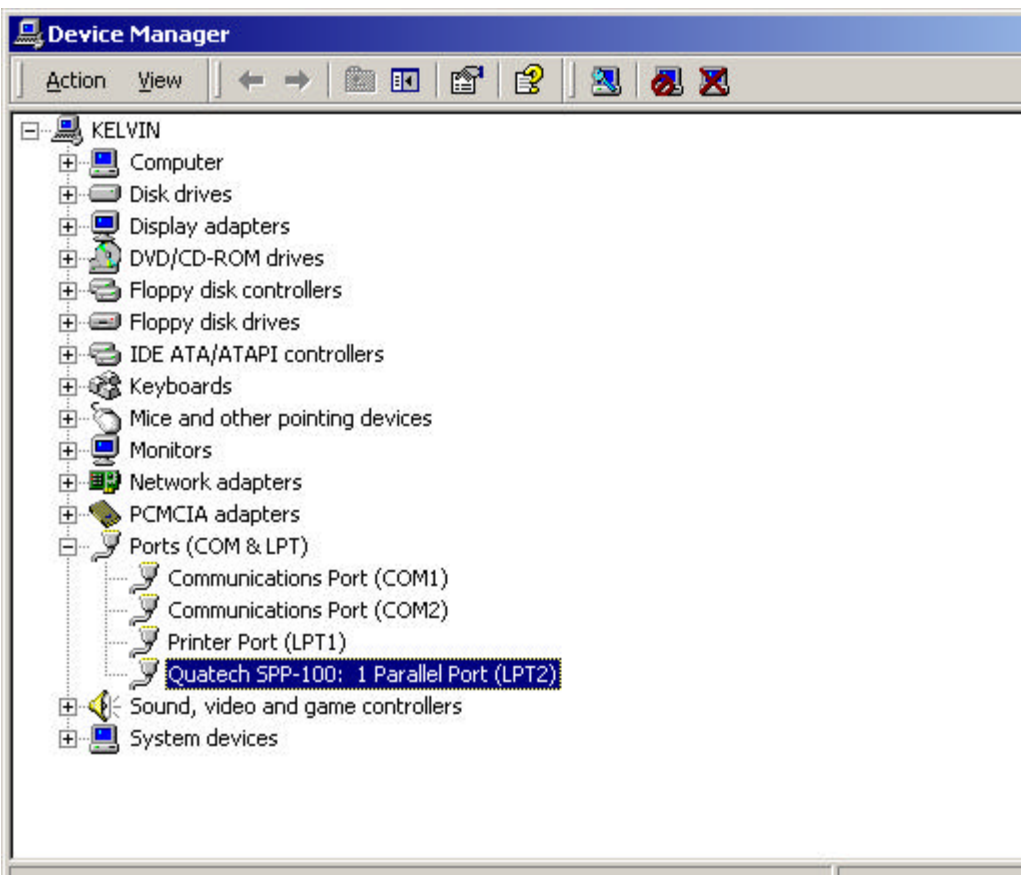 Device Manager
Action View
KELVIN
Computer
Disk drives
Display adapters
DVD/CD-ROM drives
Floppy disk controllers
Floppy disk drives
IDE ATA/ATAPI controllers
Keyboards
Mice and other pointing devices
Monitors
Network adapters
PCMCIA adapters
Ports (COM & LPT)
Communications Port (COM1)
Communications Port (COM2)
Printer Port (LPT1)
Quatech SPP-100: 1 Parallel Port (LPT2)
Sound, video and game controllers
System devices